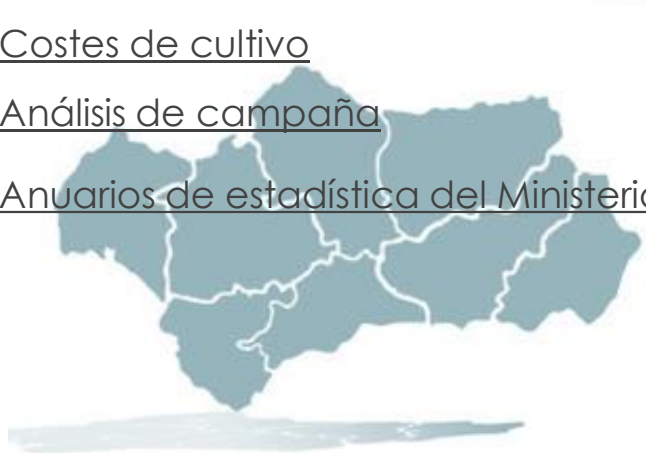 Costes de cultivo
Análisis de campaña
Anuarios de estadística del Ministerio